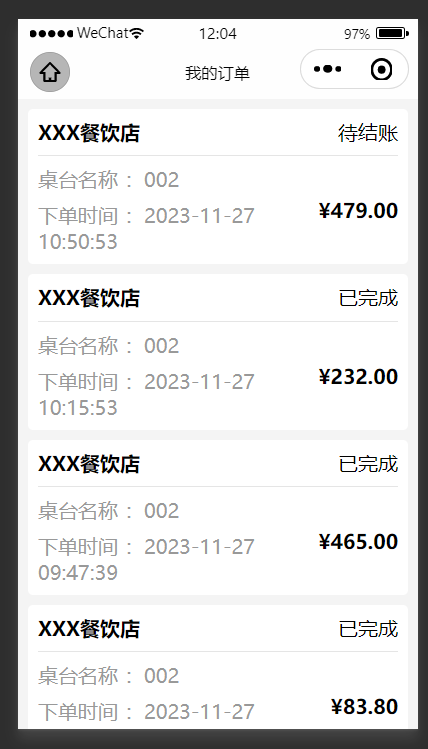 WeChat 12:04 97%
我的订单
XXX餐饮店 待结账
桌台名称 ： 002
下单时间 ： 2023-11-27
10:50:53
¥479.00
XXX餐饮店 已完成
桌台名称 ： 002
下单时间 ： 2023-11-27
10:15:53
¥232.00
XXX餐饮店 已完成
桌台名称 ： 002
下单时间 ： 2023-11-27
09:47:39
¥465.00
XXX餐饮店 已完成
桌台名称 ： 002
下单时间 ： 2023-11-27
¥83.80